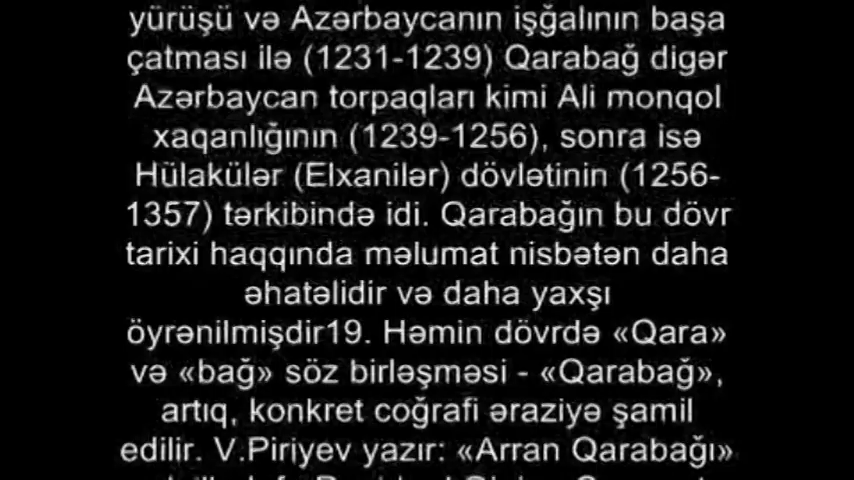 yürüşü və Azərbaycanın işğalının başa
çatması ilə (1231-1239) Qarabağ digər
Azərbaycan torpaqları kimi Ali monqol
xaqanlığının (1239-1256), sonra isə
Hülakülər (Elxanilər) dövlətinin (1256-
1357) tərkibində idi. Qarabağın bu dövr
tarixi haqqında məlumat nisbətən daha
əhatəlidir və daha yaxşı
öyrənilmişdir19. Həmin dövrdə «Qara»
və «bağ» söz birləşməsi - «Qarabağ»,
artıq, konkret coğrafi əraziyə şamil
edilir. V.Piriyev yazır: «Arran Qarabağı»